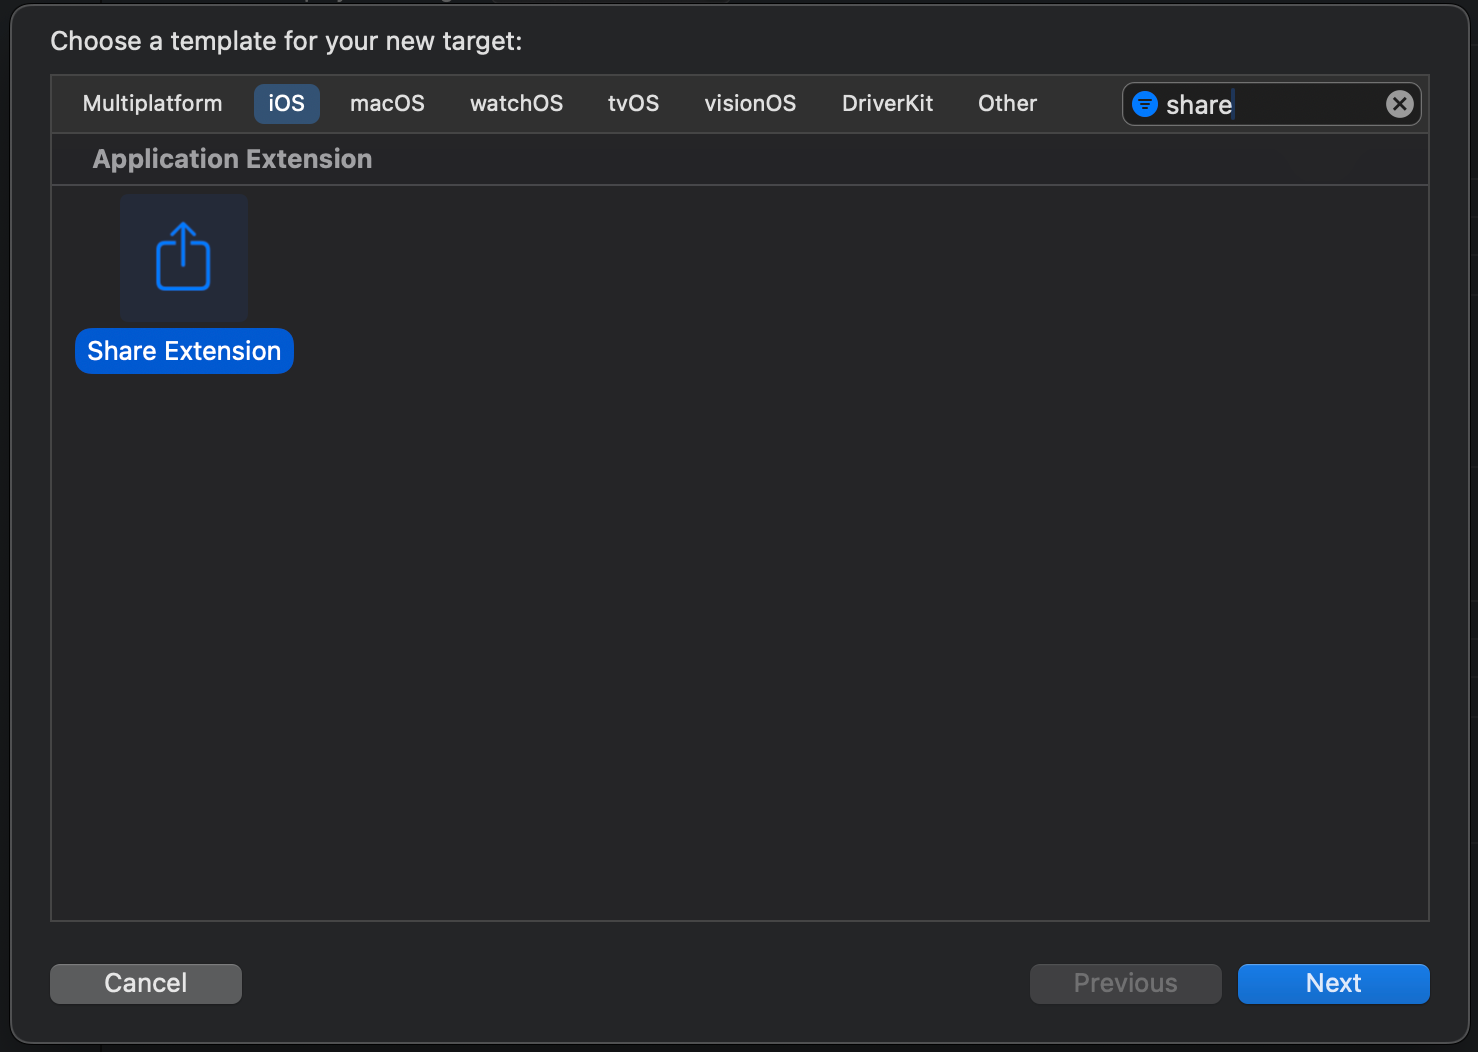 Choose a template for your new target:
Multiplatform iOS macOS watchOS tvOS visionOS DriverKit Other share
Application Extension
Share Extension
Cancel Previous Next